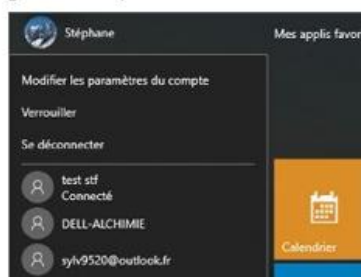 Stéphane
Mes applis favor
Modifier les paramètres du compte
Verrouiller
Se déconnecter
test stf
Connecté
DELL-ALCHIMIE
sylv9520@outlook.fr
Calendrier